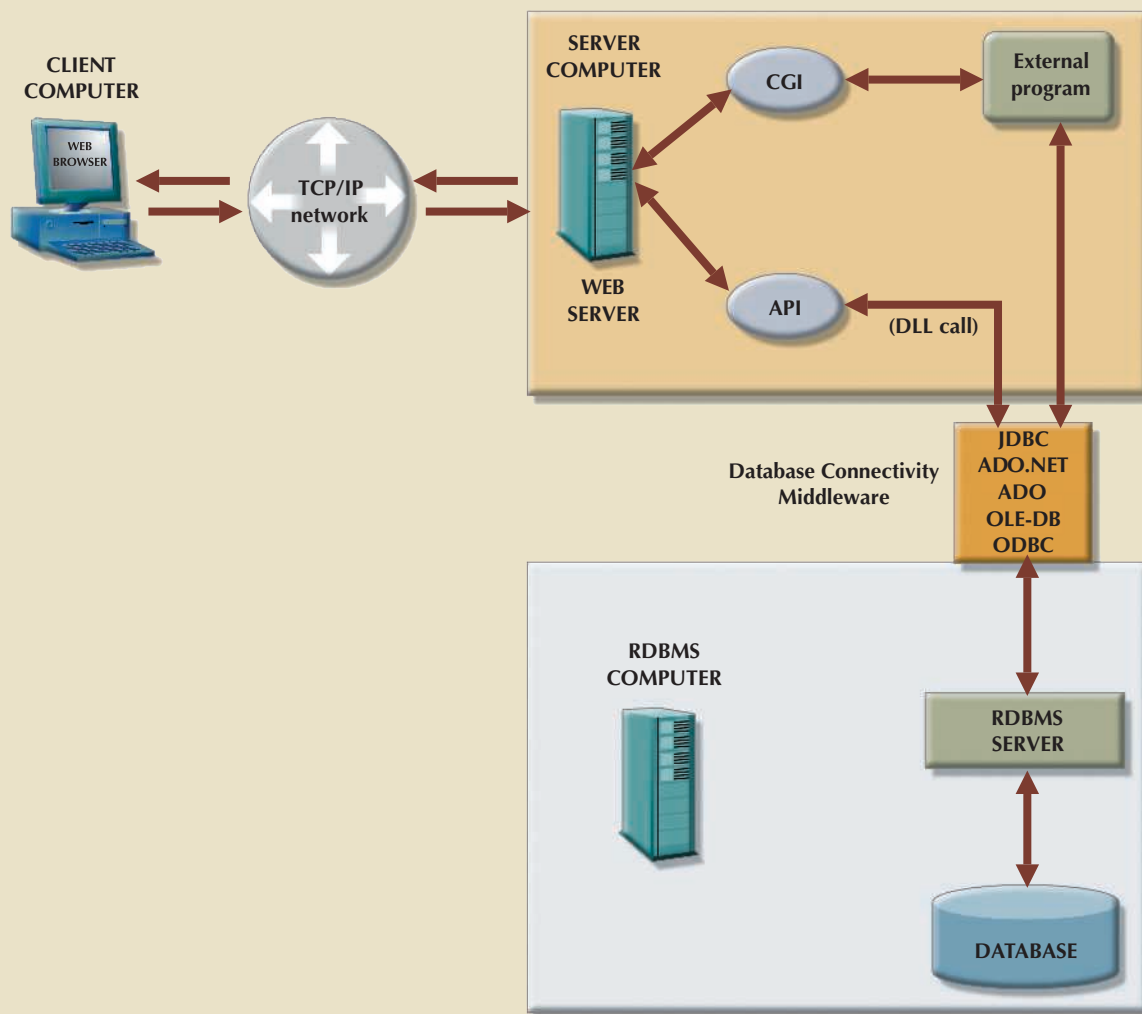 CLIENT
COMPUTER
WEB
BROWSER
TCP/IP
network
SERVER
COMPUTER
WEB
SERVER
CGI
API
External
program
(DLL call)
Database Connectivity
Middleware
JDBC
ADO.NET
ADO
OLE-DB
ODBC
RDBMS
COMPUTER
RDBMS
SERVER
DATABASE